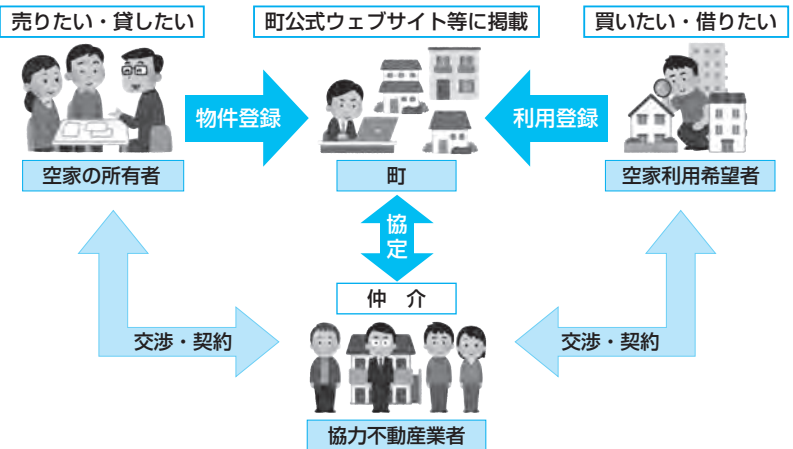 売りたい・貸したい
町公式ウェブサイト等に掲載
買いたい・借りたい
物件登録
利用登録
空家の所有者
町
空家利用希望者
協定
仲　介
交渉・契約
交渉・契約
協力不動産業者